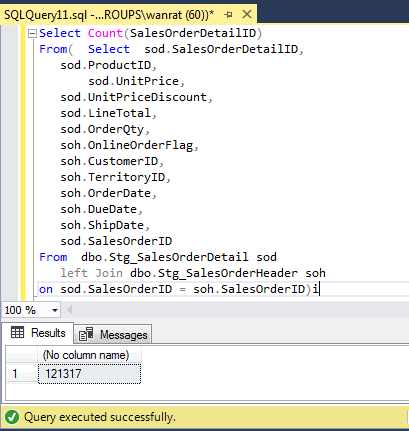 SQLQuery11.sql -...ROUPS\wanrat (60))*
Select Count(SalesOrderDetailID)
From( Select sod.SalesOrderDetailID,
sod.ProductID,
sod.UnitPrice,
sod.UnitPriceDiscount,
sod.LineTotal,
sod.OrderQty,
soh.OnlineOrderFlag,
soh.CustomerID,
soh.TerritoryID,
soh.OrderDate,
soh.DueDate,
soh.ShipDate,
sod.SalesOrderID
From dbo.Stg_SalesOrderDetail sod
left Join dbo.Stg_SalesOrderHeader soh
on sod.SalesOrderID = soh.SalesOrderID)i
100 %
Results Messages
(No column name)
1 121317
Query executed successfully.